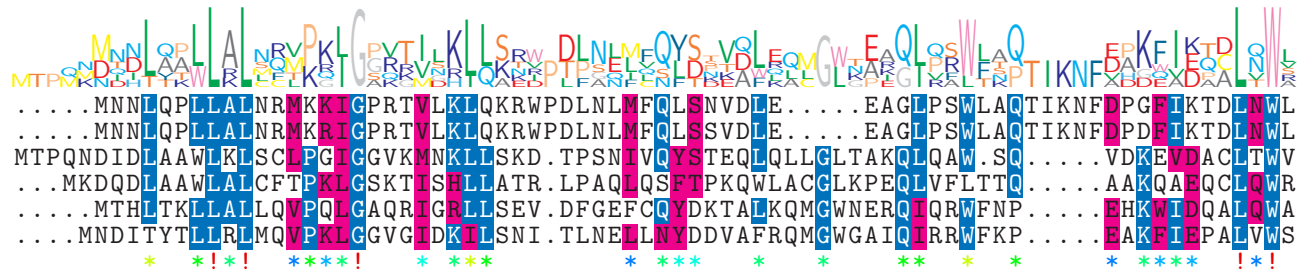 .....MNNLQPLLALNRMKKIGPRTVLKLQKRWPDLNLMFQLSNVDLE.....EAGLPSWLAQTIKNFDPGFIKTDLNWL
.....MNNLQPLLALNRMKRIGPRTVLKLQKRWPDLNLMFQLSSVDLE.....EAGLPSWLAQTIKNFDPDFIKTDLNWL
MTPQNDIDLAAWLKLSCLPGIGGVKMNKLLSKD.TPSNIVQYSTEQLQLLGLTAKQLQAW.SQ.....VDKEVDACLTWV
...MKDQDLAAWLALCFTPKLGSKTISHLLATR.LPAQLQSFTPKQWLACGLKPEQLVFLTTQ.....AAKQAEQCLQWR
.....MTHLTKLLALLQVPQLGAQRIGRLLSEV.DFGEFCQYDKTALKQMGWNERQIQRWFNP.....EHKWIDQALQWA
.....MNDITYTLLRLMQVPKLGGVGIDKILSNI.TLNELLNYDDVAFRQMGWGAIQIRRWFKP.....EAKFIEPALVWS
* *!*! ****! * *** * *** * * ** * * * *** !*!